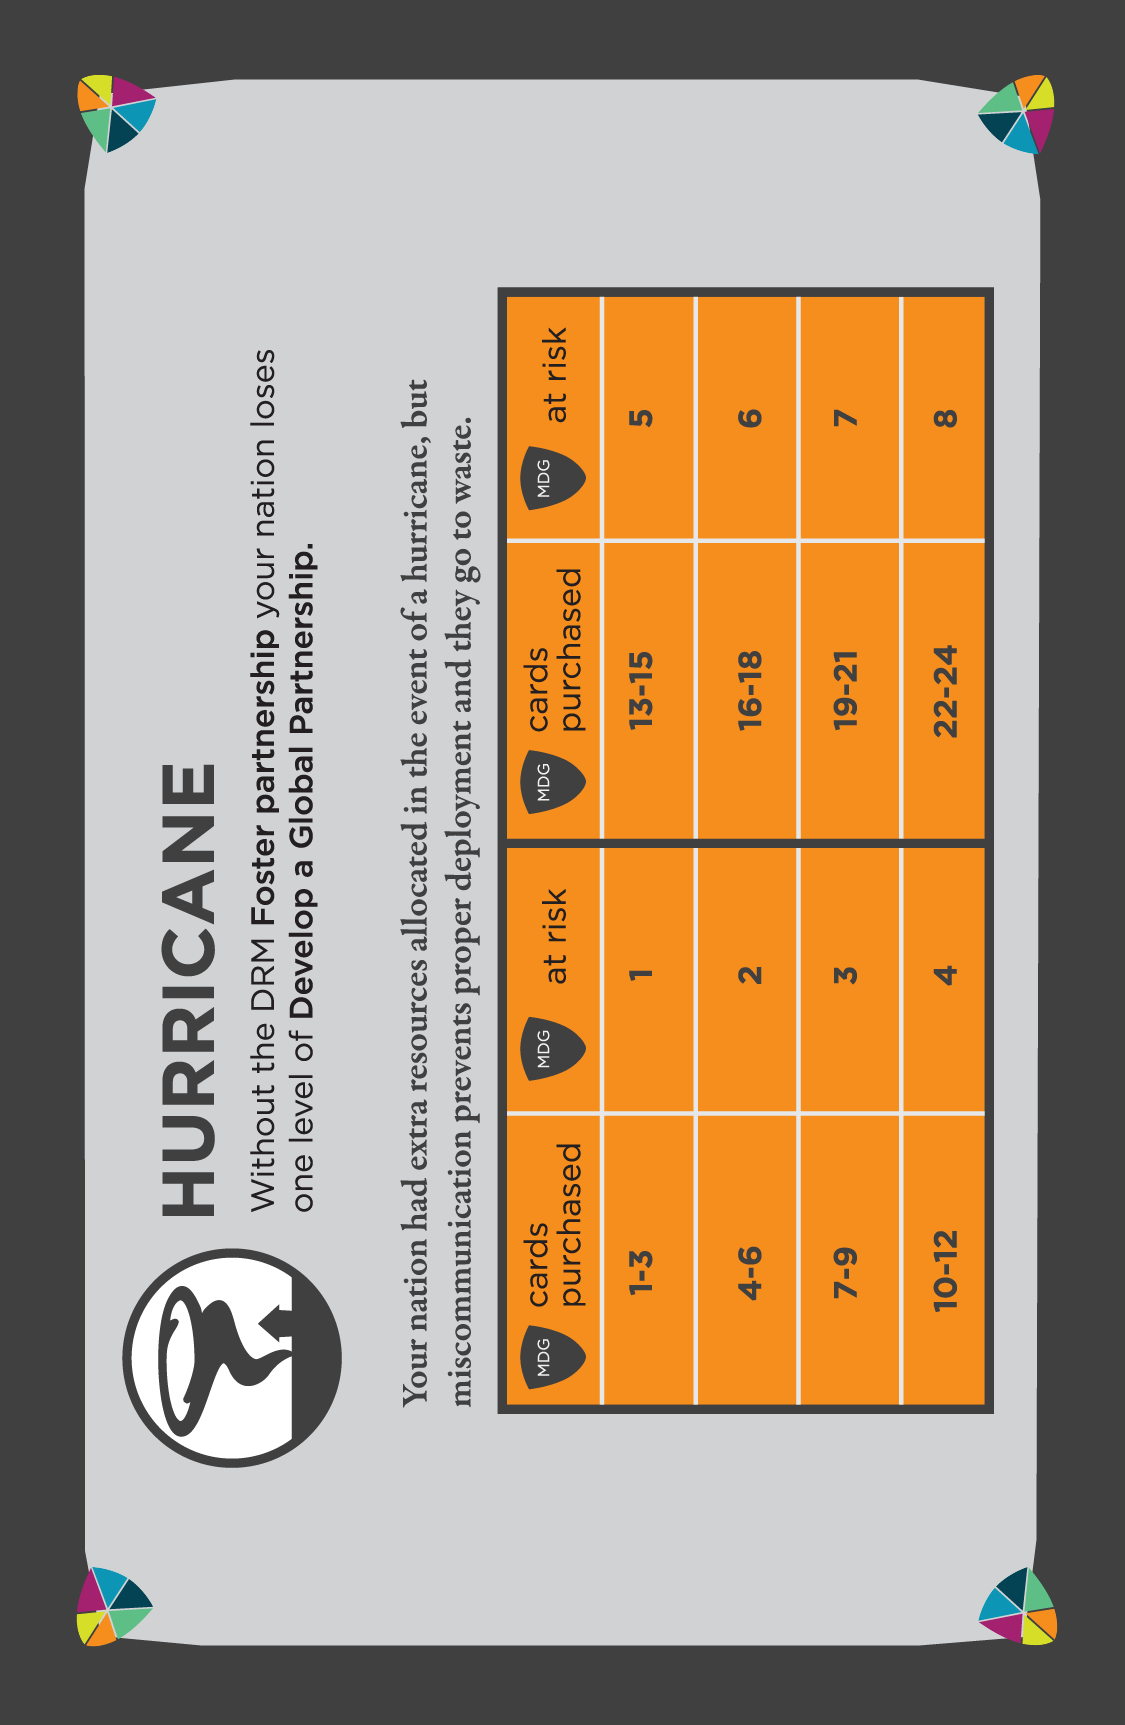 HURRICANE
Without the DRM Foster partnership your nation loses
one level of Develop a Global Partnership.
Your nation had extra resources allocated in the event of a hurricane, but
miscommunication prevents proper deployment and they go to waste.
MDG cards purchased MDG at risk MDG cards purchased MDG at risk
1-3 1 13-15 5
4-6 2 16-18 6
7-9 3 19-21 7
10-12 4 22-24 8